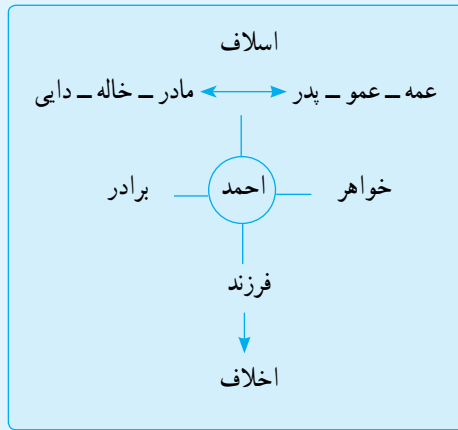 اسلاف
عمه ـ عمو ـ پدر مادر ـ خاله ـ دایی
خواهر احمد برادر
فرزند
اخلاف